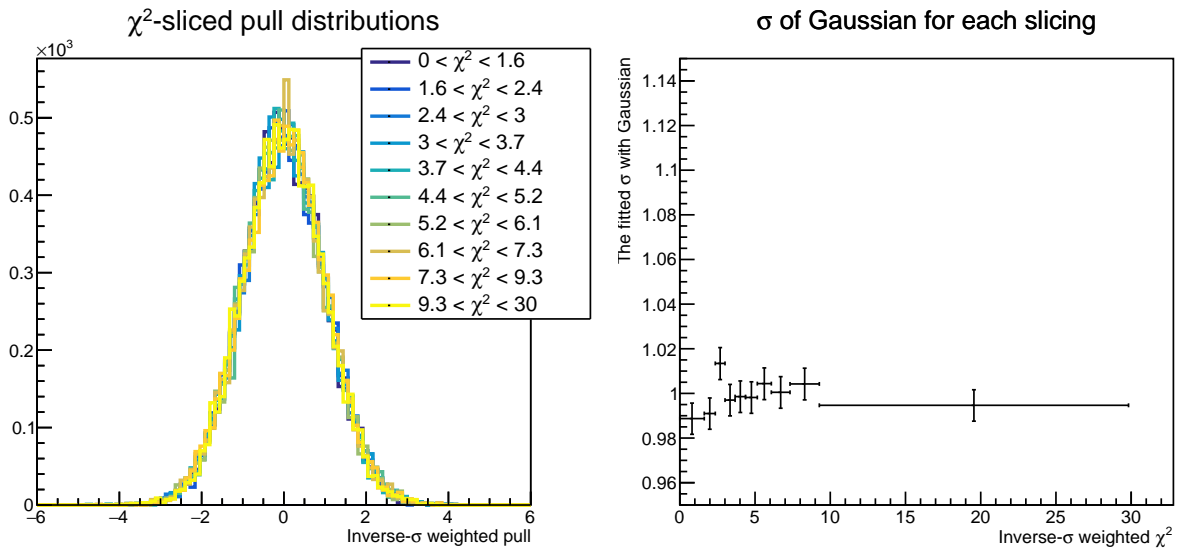 χ²-sliced pull distributions
×10³
0 < χ² < 1.6
1.6 < χ² < 2.4
2.4 < χ² < 3
3 < χ² < 3.7
3.7 < χ² < 4.4
4.4 < χ² < 5.2
5.2 < χ² < 6.1
6.1 < χ² < 7.3
7.3 < χ² < 9.3
9.3 < χ² < 30
0.5
0.4
0.3
0.2
0.1
0
−6 −4 −2 0 2 4 6
Inverse-σ weighted pull
σ of Gaussian for each slicing
The fitted σ with Gaussian
1.14
1.12
1.1
1.08
1.06
1.04
1.02
1
0.98
0.96
0 5 10 15 20 25 30
Inverse-σ weighted χ²